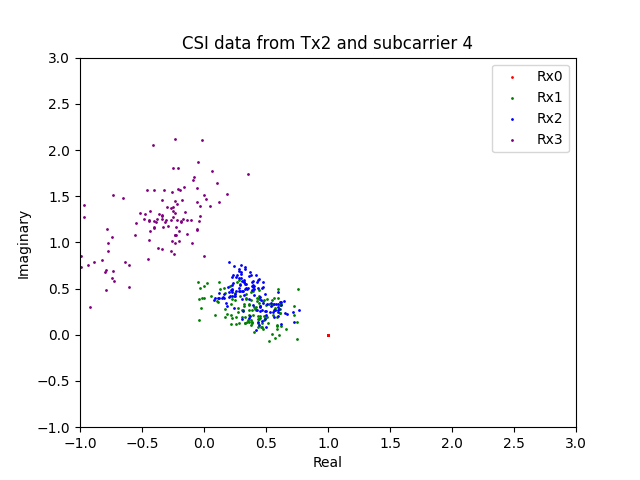 CSI data from Tx2 and subcarrier 4
3.0
2.5
2.0
1.5
1.0
0.5
0.0
−0.5
−1.0
Imaginary
Rx0
Rx1
Rx2
Rx3
−1.0 −0.5 0.0 0.5 1.0 1.5 2.0 2.5 3.0
Real